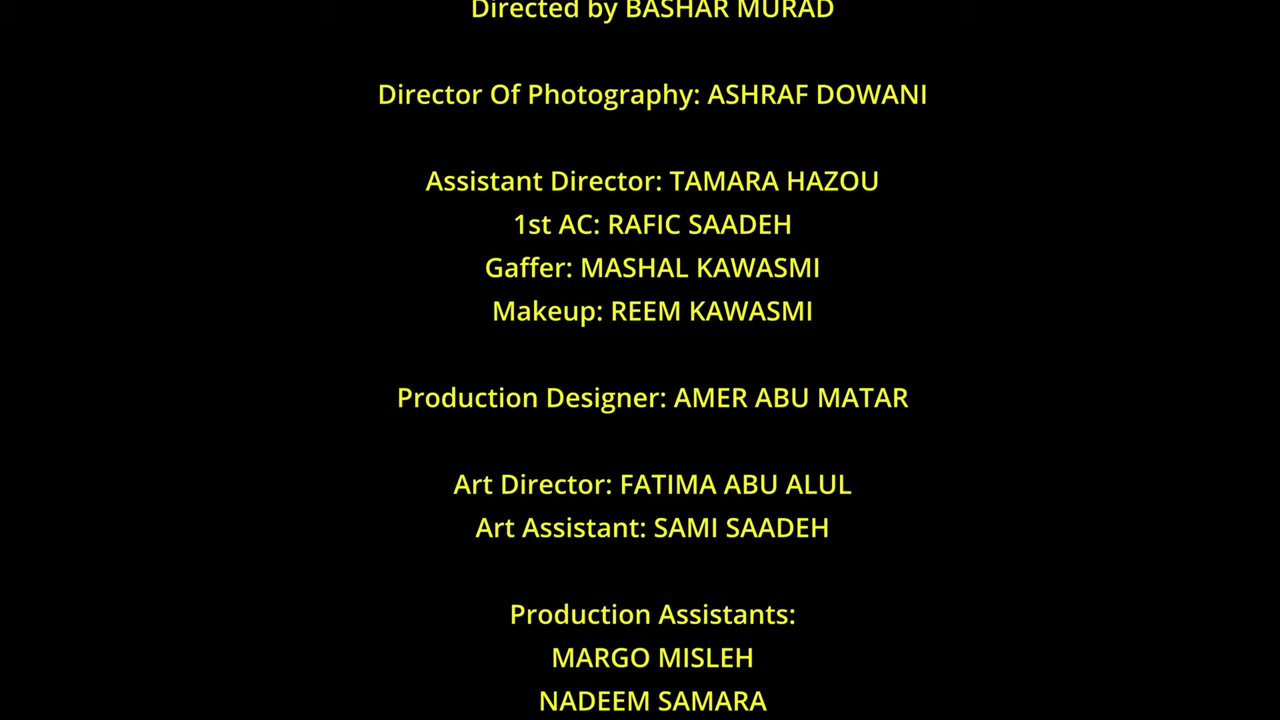 Directed by BASHAR MURAD
Director Of Photography: ASHRAF DOWANI
Assistant Director: TAMARA HAZOU
1st AC: RAFIC SAADEH
Gaffer: MASHAL KAWASMI
Makeup: REEM KAWASMI
Production Designer: AMER ABU MATAR
Art Director: FATIMA ABU ALUL
Art Assistant: SAMI SAADEH
Production Assistants:
MARGO MISLEH
NADEEM SAMARA